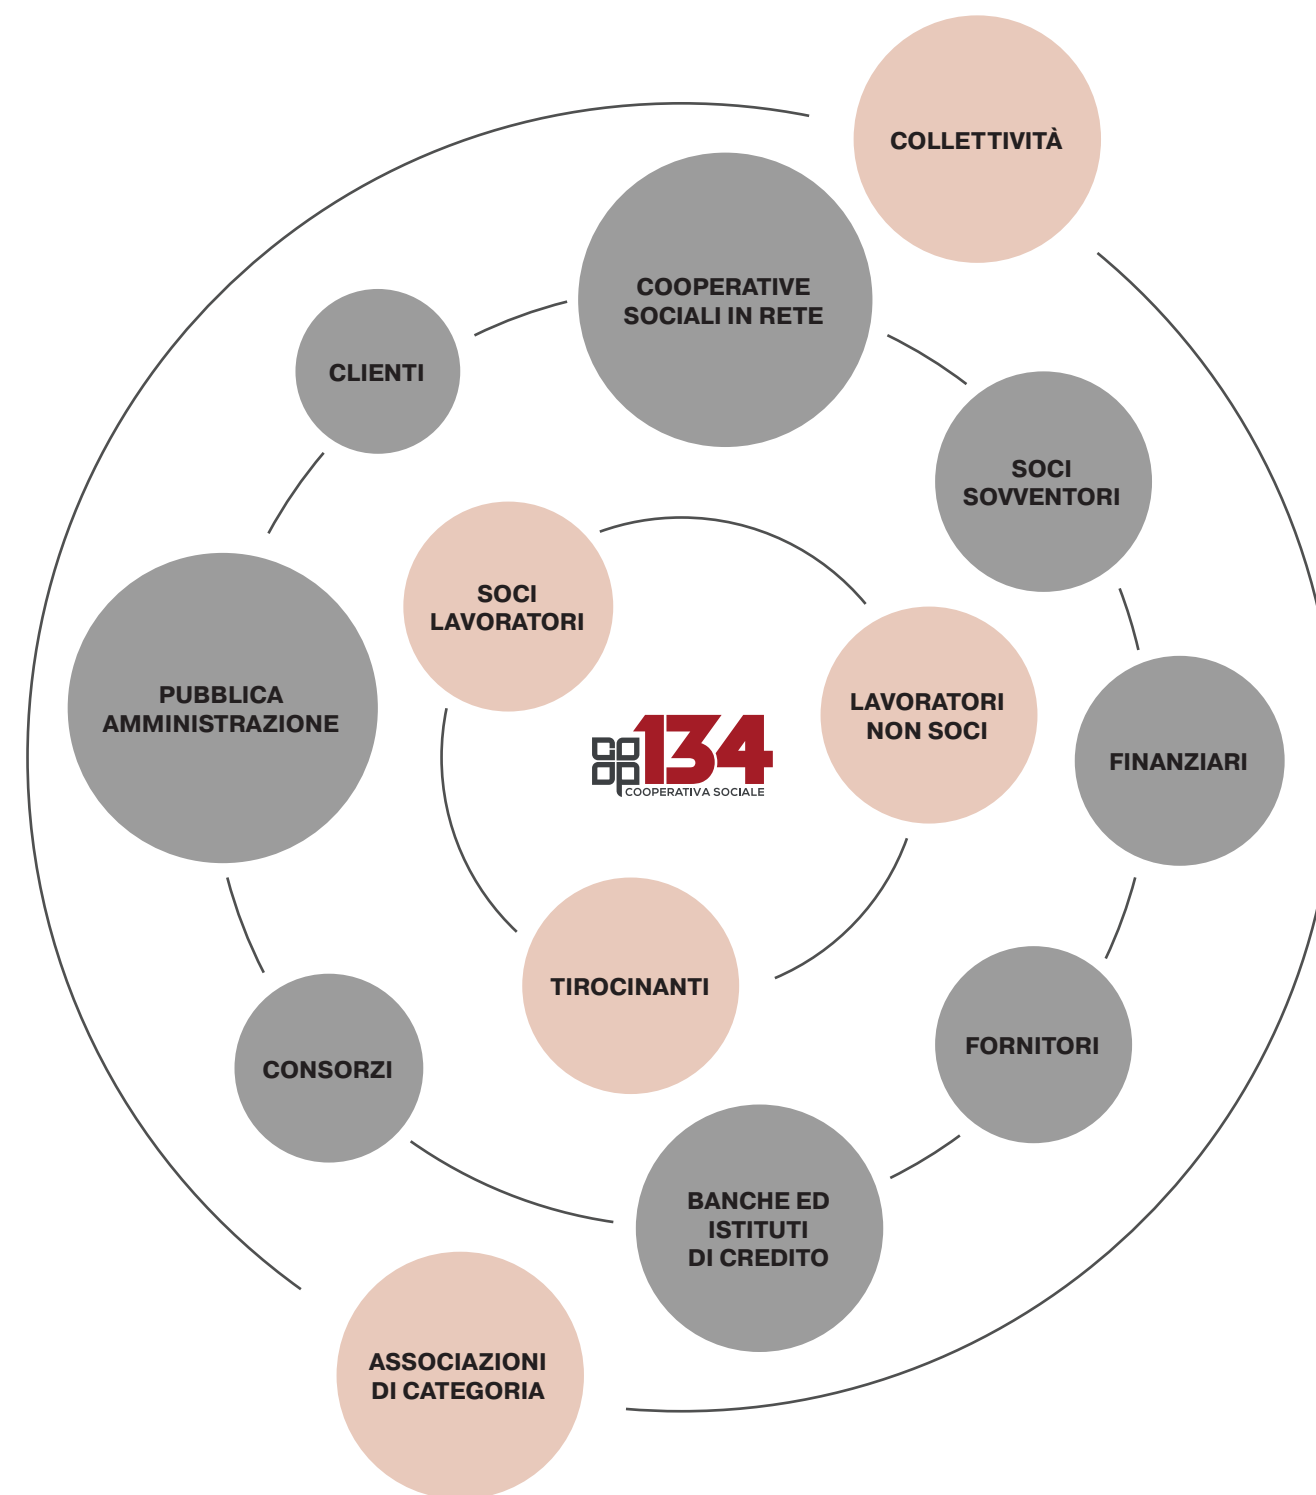 COLLETTIVITÀ
COOPERATIVE
SOCIALI IN RETE
CLIENTI
SOCI
SOVVENTORI
SOCI
LAVORATORI
PUBBLICA
AMMINISTRAZIONE
LAVORATORI
NON SOCI
coop134
COOPERATIVA SOCIALE
FINANZIARI
TIROCINANTI
FORNITORI
CONSORZI
BANCHE ED
ISTITUTI
DI CREDITO
ASSOCIAZIONI
DI CATEGORIA